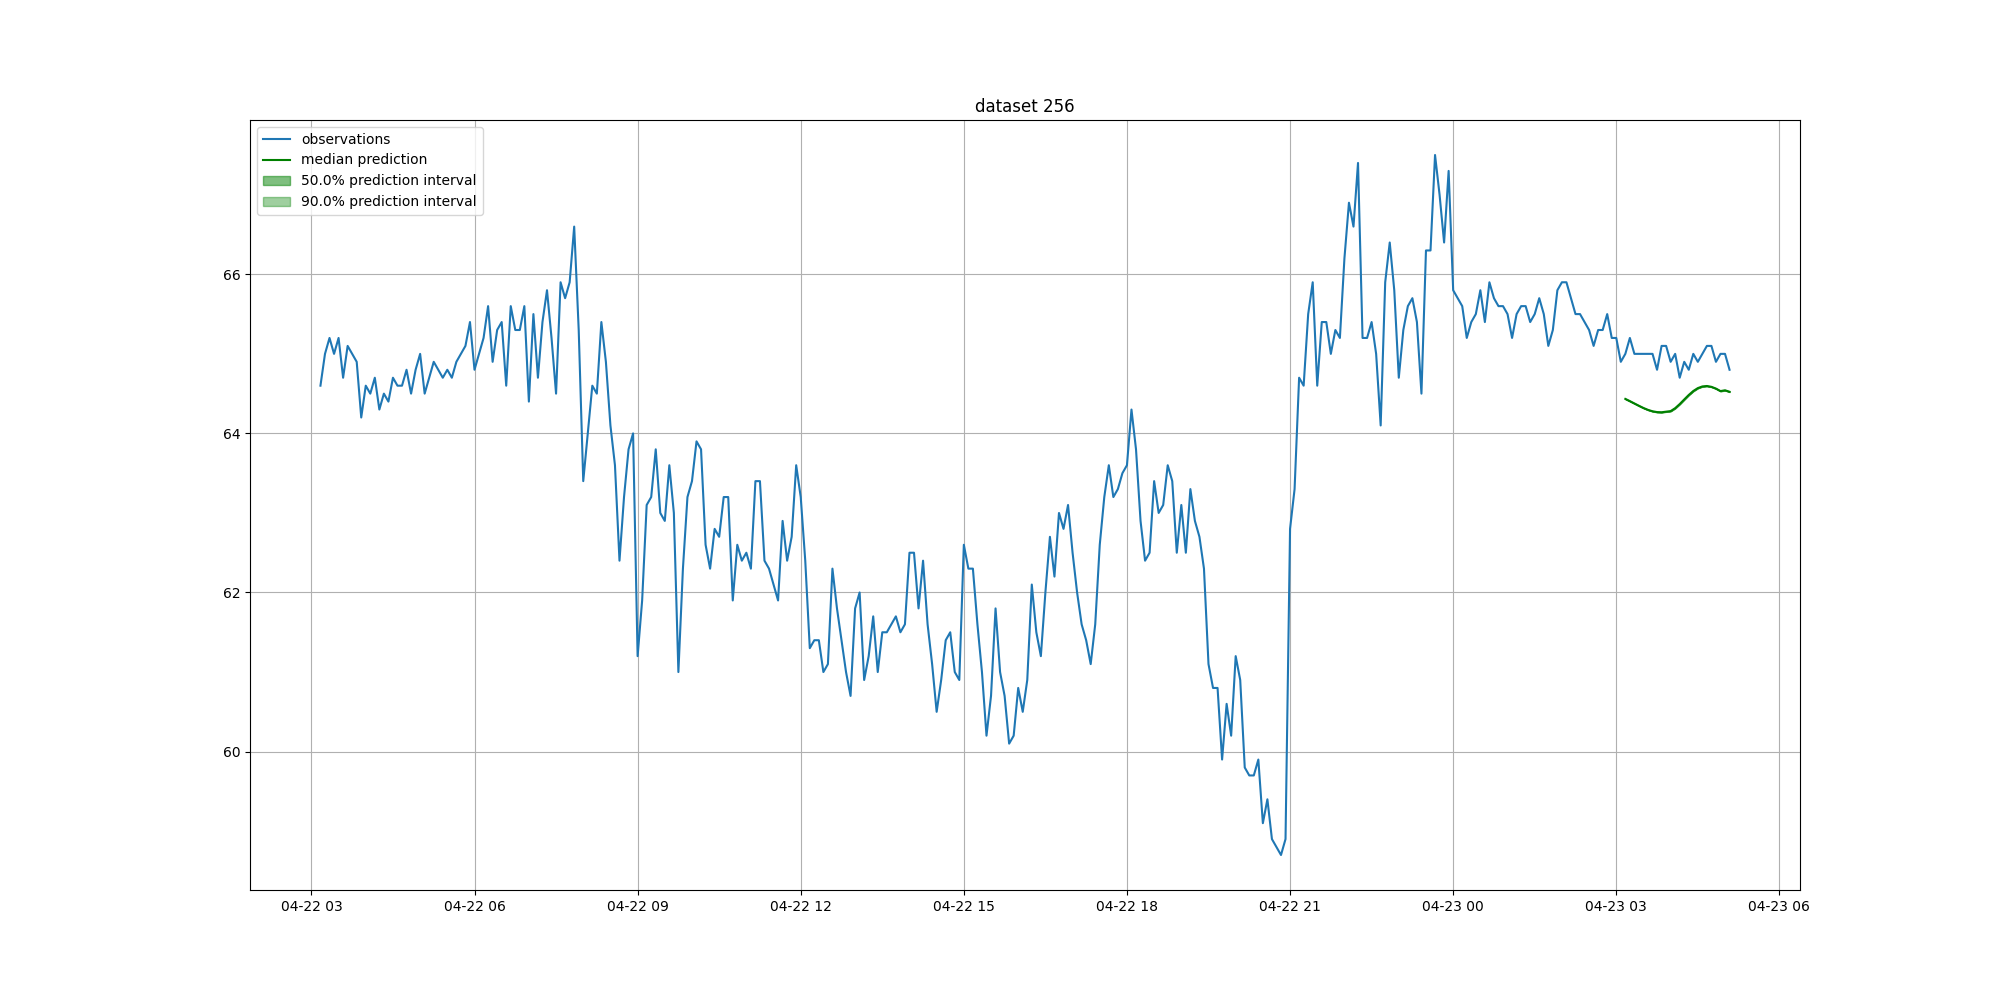 dataset 256
observations
median prediction
50.0% prediction interval
90.0% prediction interval
66
64
62
60
04-22 03
04-22 06
04-22 09
04-22 12
04-22 15
04-22 18
04-22 21
04-23 00
04-23 03
04-23 06